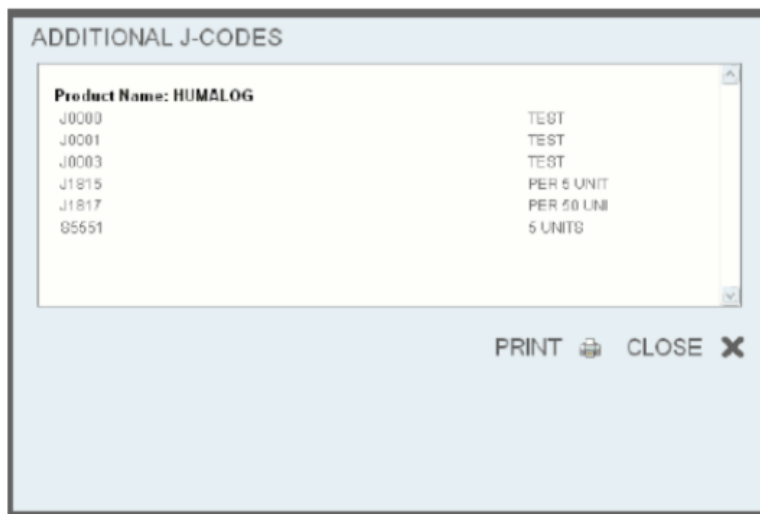 ADDITIONAL J-CODES
Product Name: HUMALOG
J0000 TEST
J0001 TEST
J0003 TEST
J1815 PER 5 UNIT
J1817 PER 50 UNI
S5551 5 UNITS
PRINT CLOSE